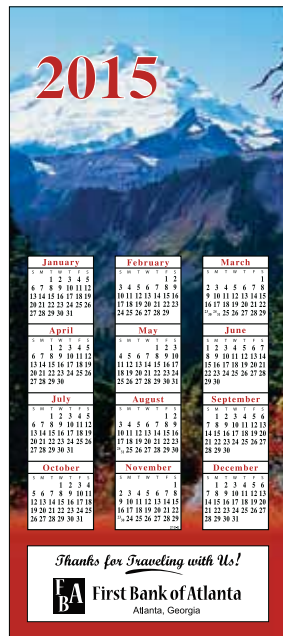 2015
January
S M T W T F S
1 2 3 4 5
6 7 8 9 10 11 12
13 14 15 16 17 18 19
20 21 22 23 24 25 26
27 28 29 30 31
February
S M T W T F S
1 2
3 4 5 6 7 8 9
10 11 12 13 14 15 16
17 18 19 20 21 22 23
24 25 26 27 28
March
S M T W T F S
1
2 3 4 5 6 7 8
9 10 11 12 13 14 15
16 17 18 19 20 21 22
23/30 24/31 25 26 27 28 29
April
S M T W T F S
1 2 3 4 5
6 7 8 9 10 11 12
13 14 15 16 17 18 19
20 21 22 23 24 25 26
27 28 29 30
May
S M T W T F S
1 2 3
4 5 6 7 8 9 10
11 12 13 14 15 16 17
18 19 20 21 22 23 24
25 26 27 28 29 30 31
June
S M T W T F S
1 2 3 4 5 6 7
8 9 10 11 12 13 14
15 16 17 18 19 20 21
22 23 24 25 26 27 28
29 30
July
S M T W T F S
1 2 3 4 5
6 7 8 9 10 11 12
13 14 15 16 17 18 19
20 21 22 23 24 25 26
27 28 29 30 31
August
S M T W T F S
1 2
3 4 5 6 7 8 9
10 11 12 13 14 15 16
17 18 19 20 21 22 23
24/31 25 26 27 28 29 30
September
S M T W T F S
1 2 3 4 5 6
7 8 9 10 11 12 13
14 15 16 17 18 19 20
21 22 23 24 25 26 27
28 29 30
October
S M T W T F S
1 2 3 4
5 6 7 8 9 10 11
12 13 14 15 16 17 18
19 20 21 22 23 24 25
26 27 28 29 30 31
November
S M T W T F S
1
2 3 4 5 6 7 8
9 10 11 12 13 14 15
16 17 18 19 20 21 22
23/30 24 25 26 27 28 29
December
S M T W T F S
1 2 3 4 5 6
7 8 9 10 11 12 13
14 15 16 17 18 19 20
21 22 23 24 25 26 27
28 29 30 31
Thanks for Traveling with Us!
FBA First Bank of Atlanta
Atlanta, Georgia